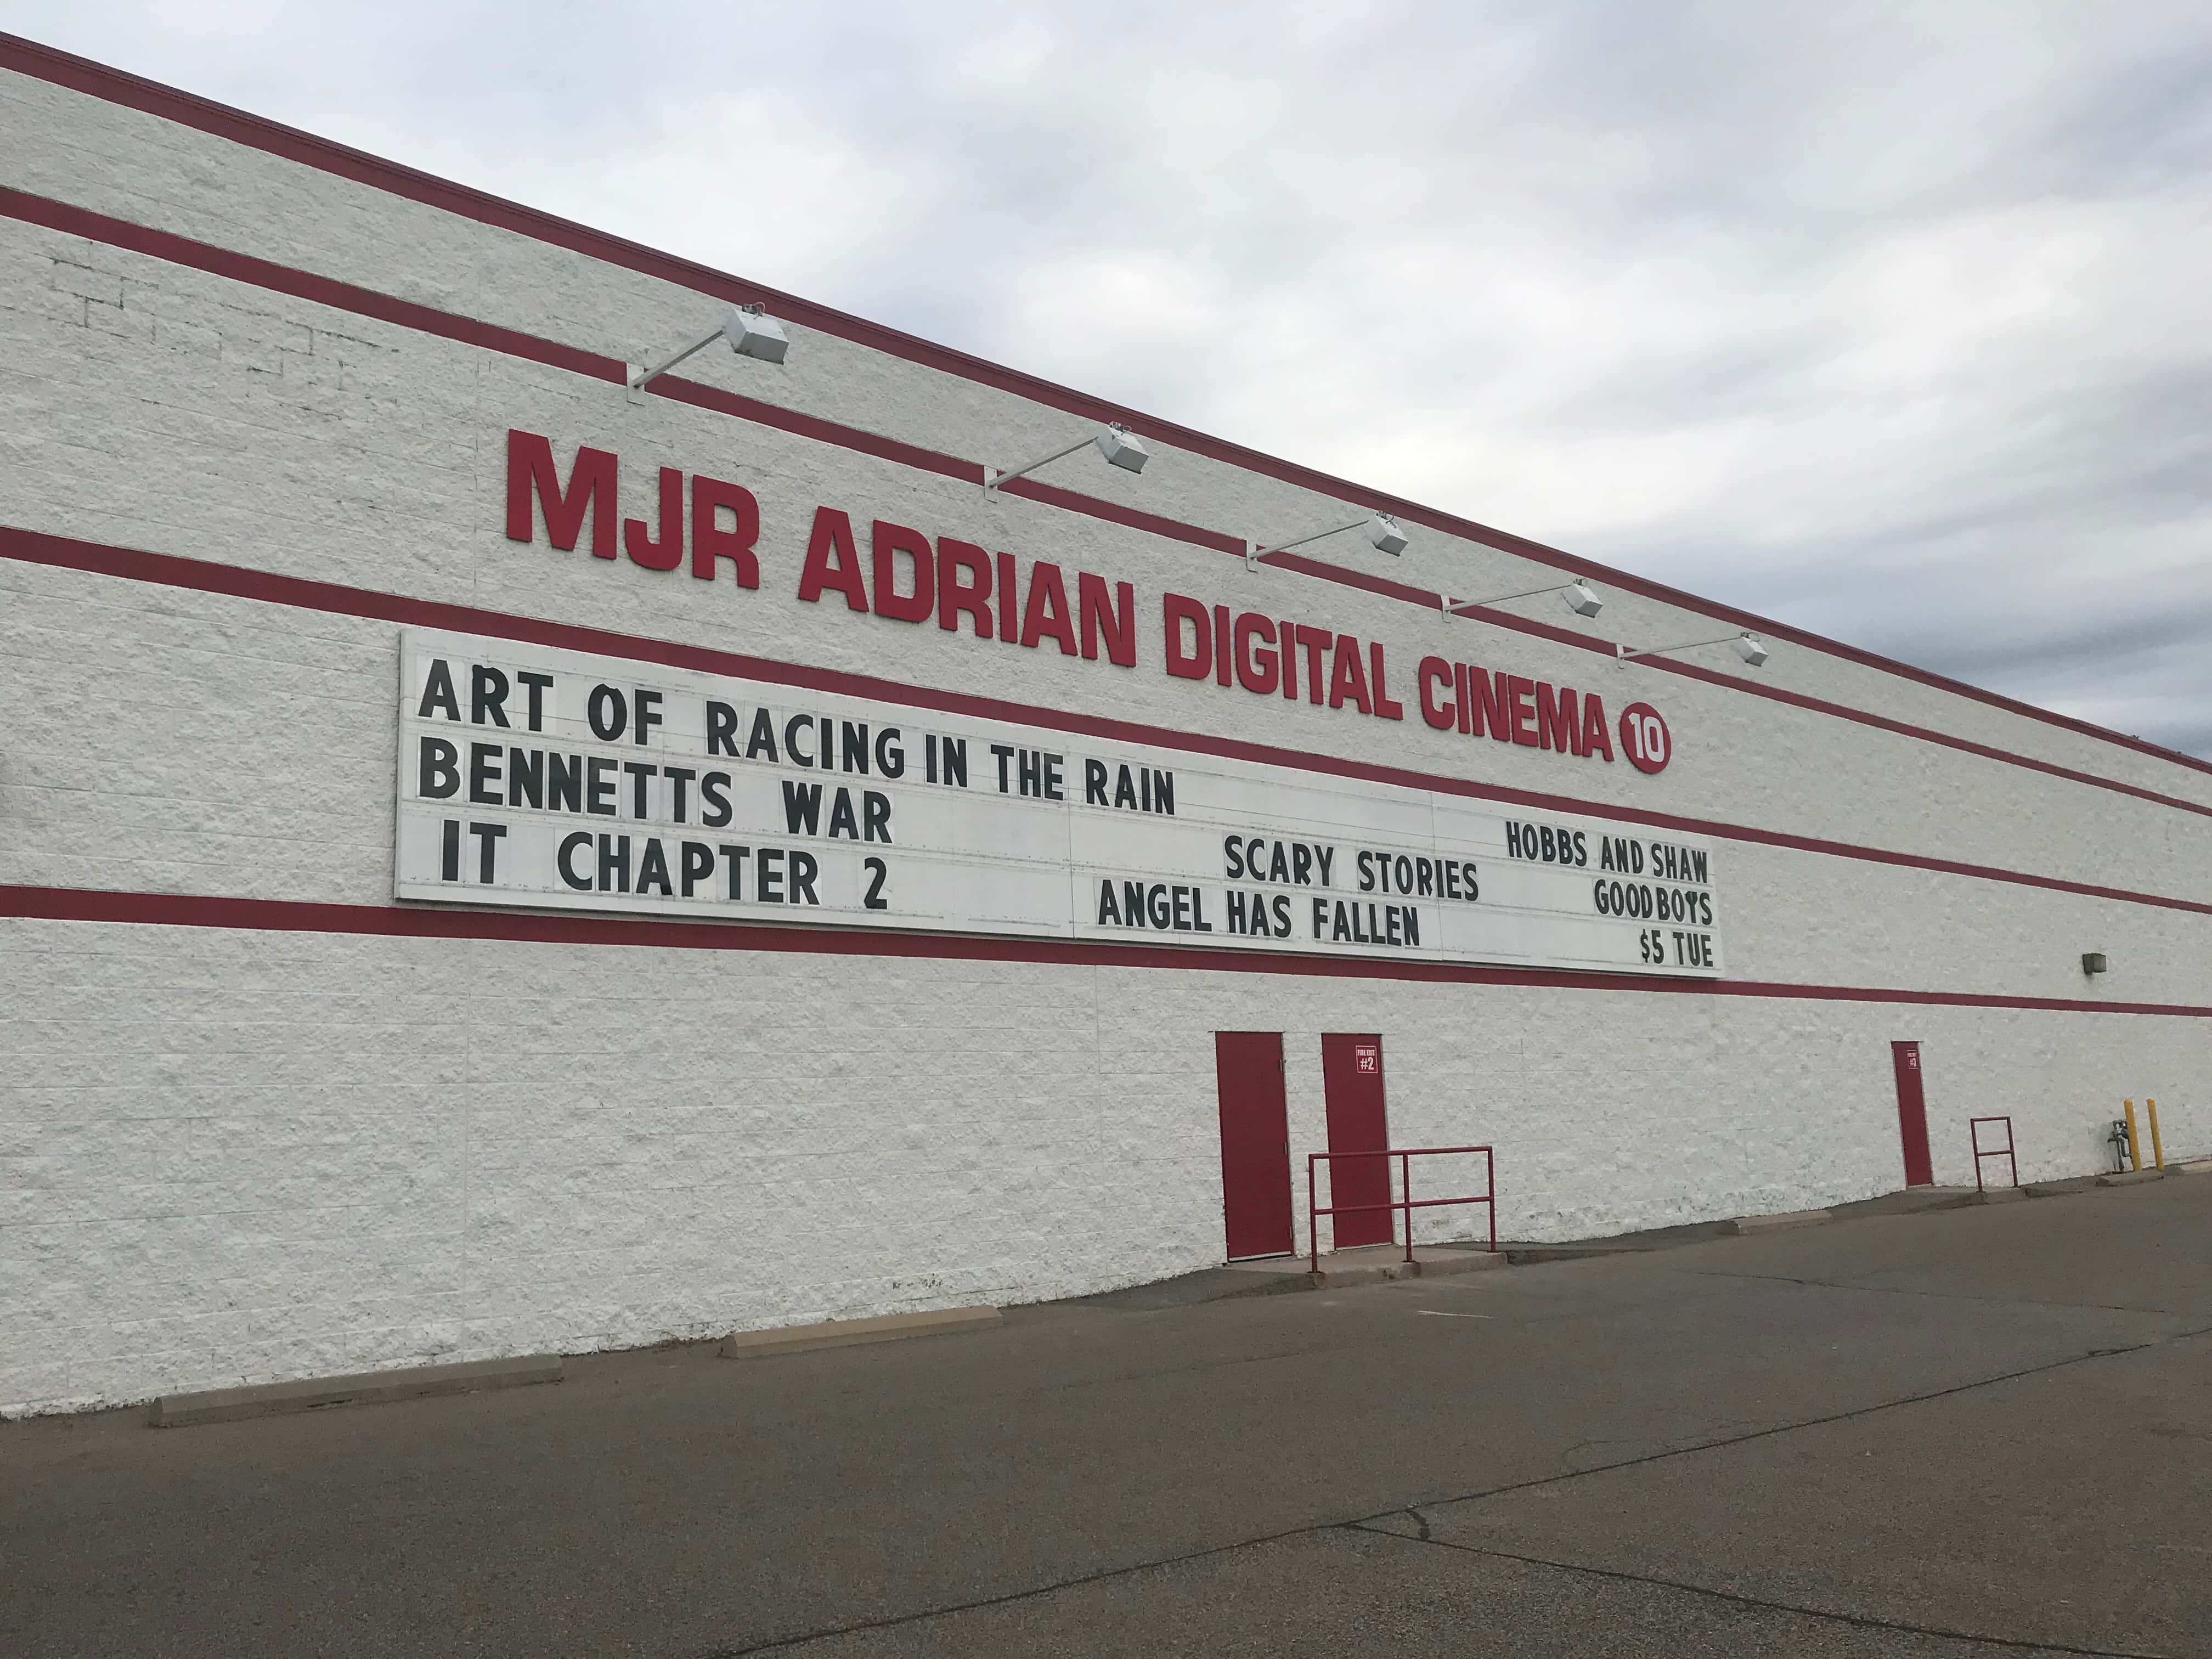 MJR ADRIAN DIGITAL CINEMA 10
ART OF RACING IN THE RAIN
HOBBS AND SHAW
BENNETTS WAR
SCARY STORIES
GOOD BOYS
IT CHAPTER 2
ANGEL HAS FALLEN
$5 TUE
FIRE EXIT
#2